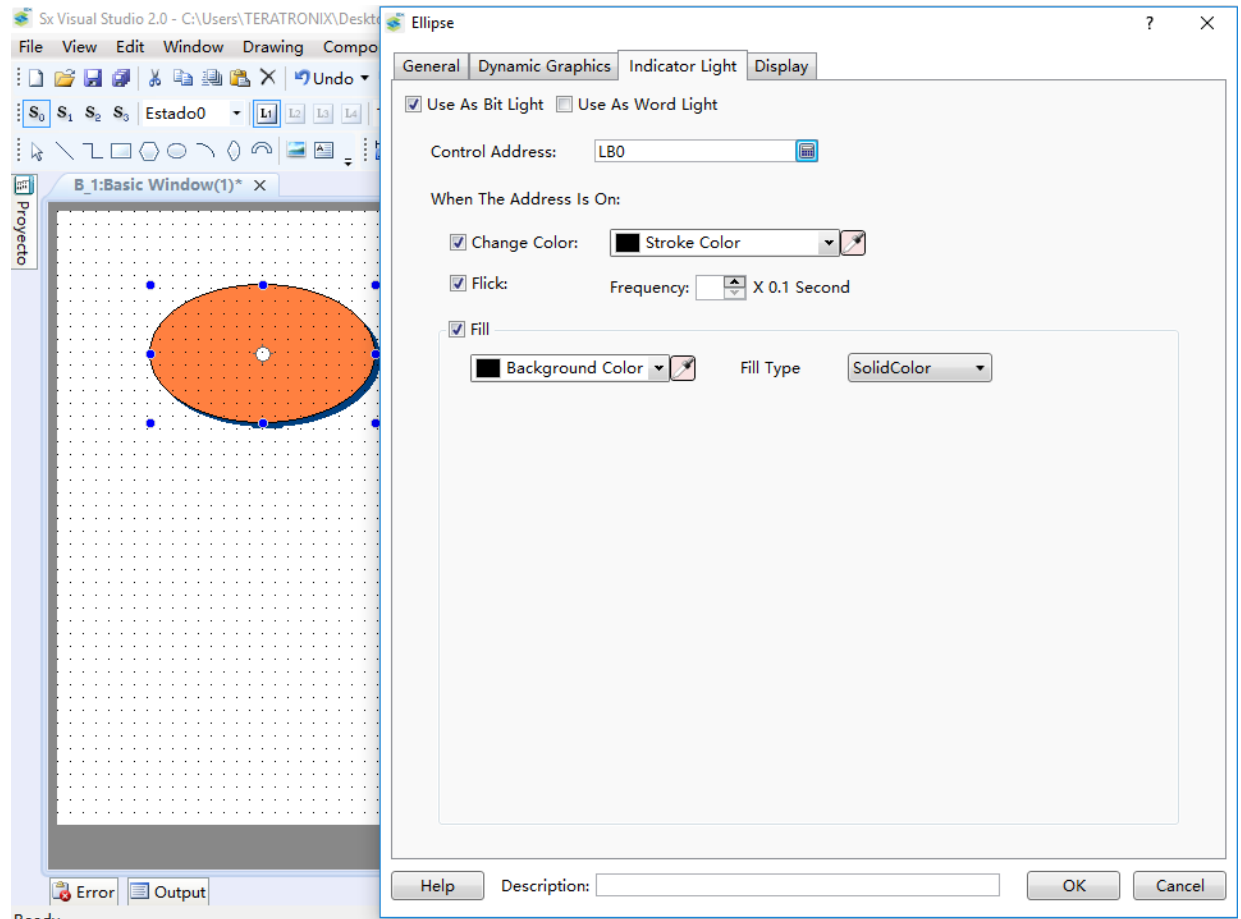 Sx Visual Studio 2.0 - C:\Users\TERATRONIX\Deskto
File View Edit Window Drawing Compo
Undo
S0 S1 S2 S3 Estado0 L1 L2 L3 L4
B_1:Basic Window(1)*
Proyecto
Error Output
Ready
Ellipse ?
General Dynamic Graphics Indicator Light Display
Use As Bit Light Use As Word Light
Control Address: LB0
When The Address Is On:
Change Color: Stroke Color
Flick: Frequency: X 0.1 Second
Fill
Background Color Fill Type SolidColor
Help Description: OK Cancel